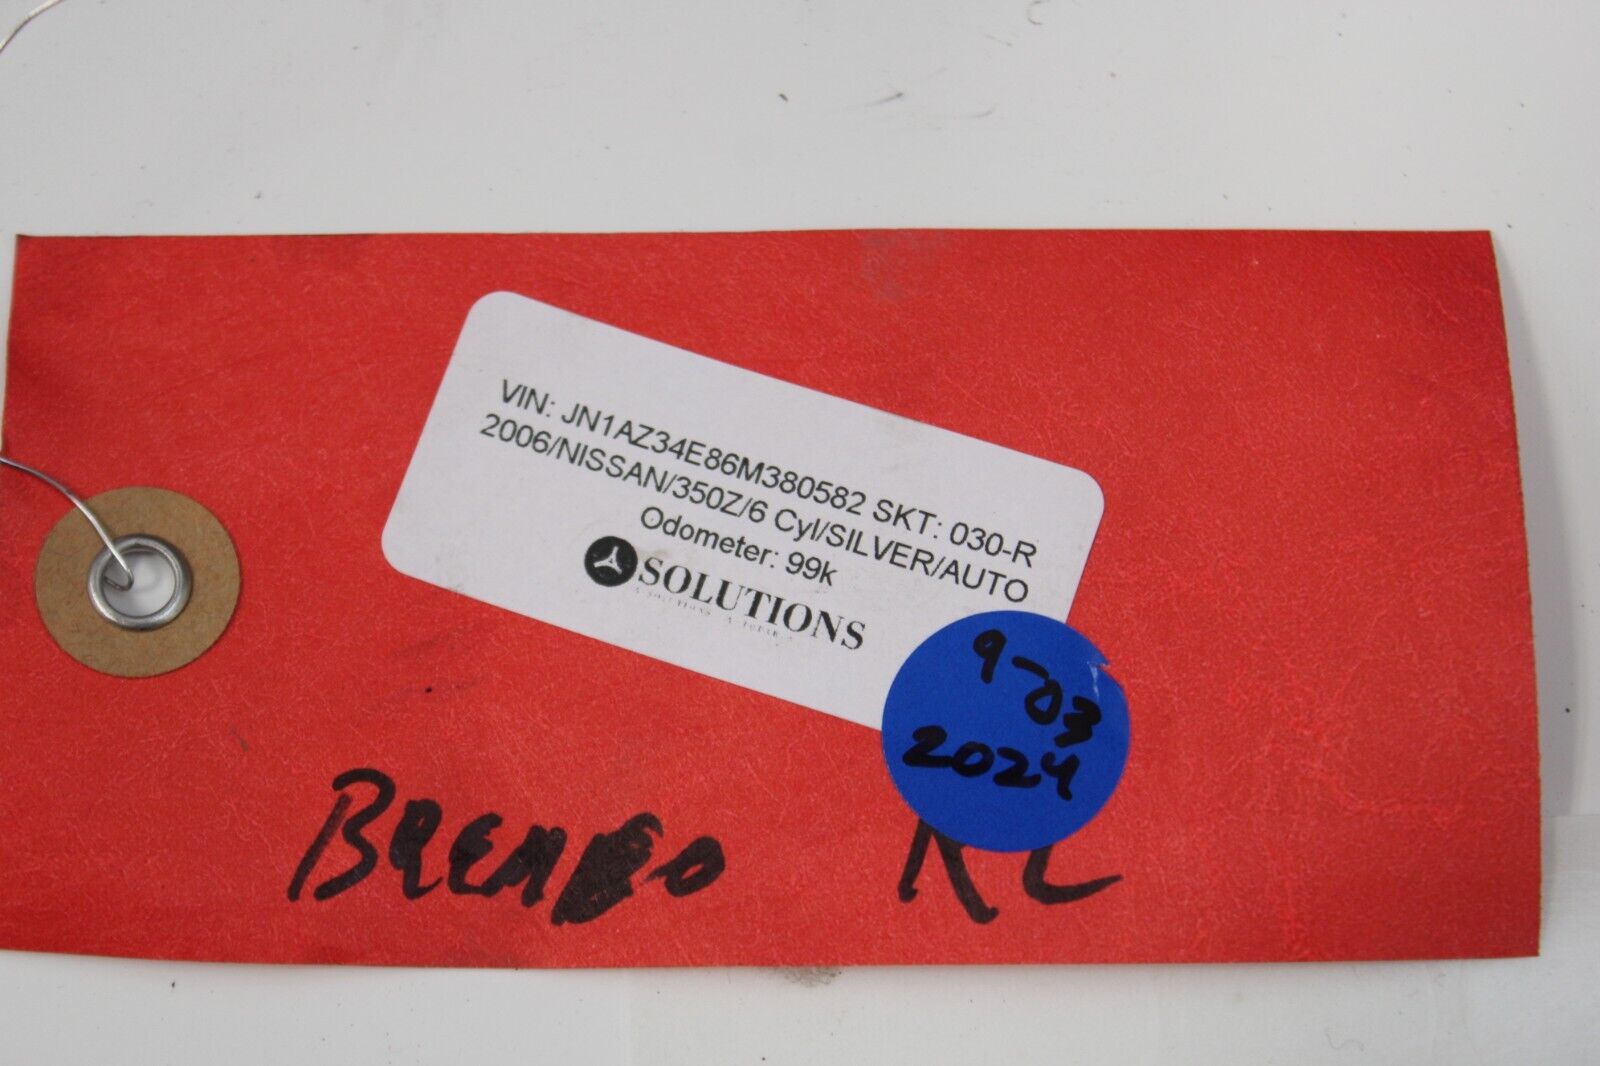 VIN: JN1AZ34E86M380582 SKT: 030-R
2006/NISSAN/350Z/6 Cyl/SILVER/AUTO
Odometer: 99k
SOLUTIONS
9-03
2024
BREMBO RL